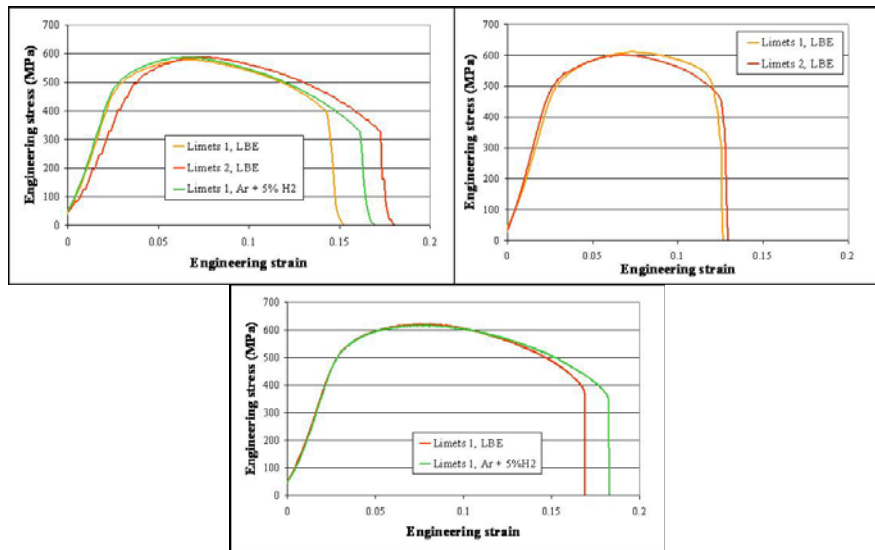 700
600
500
400
300
200
100
0
Engineering stress (MPa)
Limets 1, LBE
Limets 2, LBE
Limets 1, Ar + 5% H2
0 0.05 0.1 0.15 0.2
Engineering strain
700
600
500
400
300
200
100
0
Engineering stress (MPa)
Limets 1, LBE
Limets 2, LBE
0 0.05 0.1 0.15 0.2
Engineering strain
700
600
500
400
300
200
100
0
Engineering stress (MPa)
Limets 1, LBE
Limets 1, Ar + 5%H2
0 0.05 0.1 0.15 0.2
Engineering strain